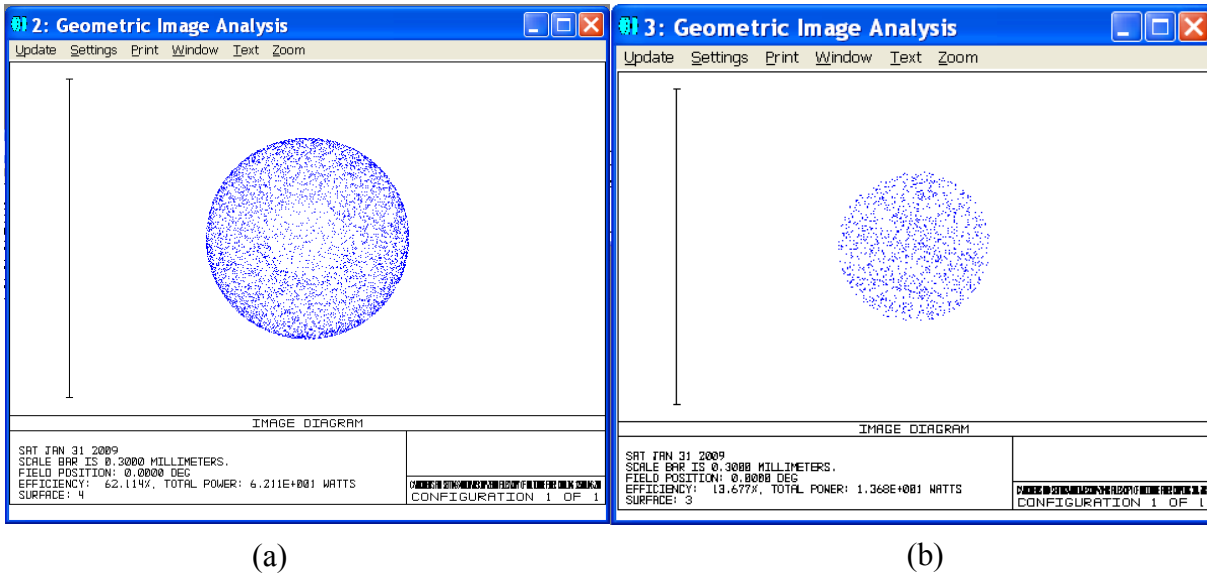 2: Geometric Image Analysis
Update Settings Print Window Text Zoom
IMAGE DIAGRAM
SAT JAN 31 2009
SCALE BAR IS 0.3000 MILLIMETERS.
FIELD POSITION: 0.0000 DEG
EFFICIENCY: 62.114%, TOTAL POWER: 6.211E+001 WATTS
SURFACE: 4
CONFIGURATION 1 OF 1
(a)
3: Geometric Image Analysis
Update Settings Print Window Text Zoom
IMAGE DIAGRAM
SAT JAN 31 2009
SCALE BAR IS 0.3000 MILLIMETERS.
FIELD POSITION: 0.0000 DEG
EFFICIENCY: 13.677%, TOTAL POWER: 1.368E+001 WATTS
SURFACE: 3
CONFIGURATION 1 OF 1
(b)